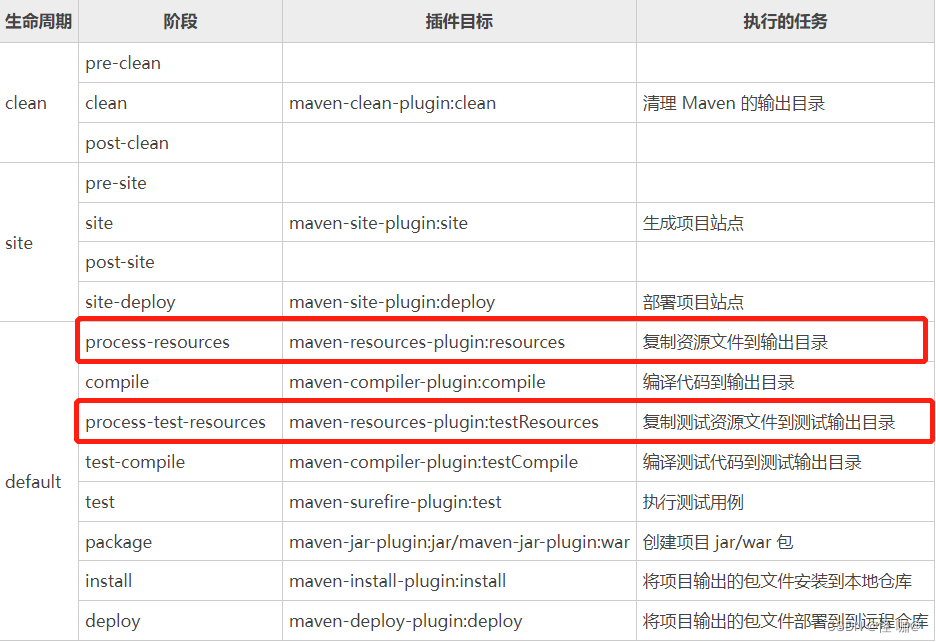 生命周期 阶段 插件目标 执行的任务
clean
pre-clean
clean maven-clean-plugin:clean 清理 Maven 的输出目录
post-clean
site
pre-site
site maven-site-plugin:site 生成项目站点
post-site
site-deploy maven-site-plugin:deploy 部署项目站点
default
process-resources maven-resources-plugin:resources 复制资源文件到输出目录
compile maven-compiler-plugin:compile 编译代码到输出目录
process-test-resources maven-resources-plugin:testResources 复制测试资源文件到测试输出目录
test-compile maven-compiler-plugin:testCompile 编译测试代码到测试输出目录
test maven-surefire-plugin:test 执行测试用例
package maven-jar-plugin:jar/maven-jar-plugin:war 创建项目 jar/war 包
install maven-install-plugin:install 将项目输出的包文件安装到本地仓库
deploy maven-deploy-plugin:deploy 将项目输出的包文件部署到到远程仓库